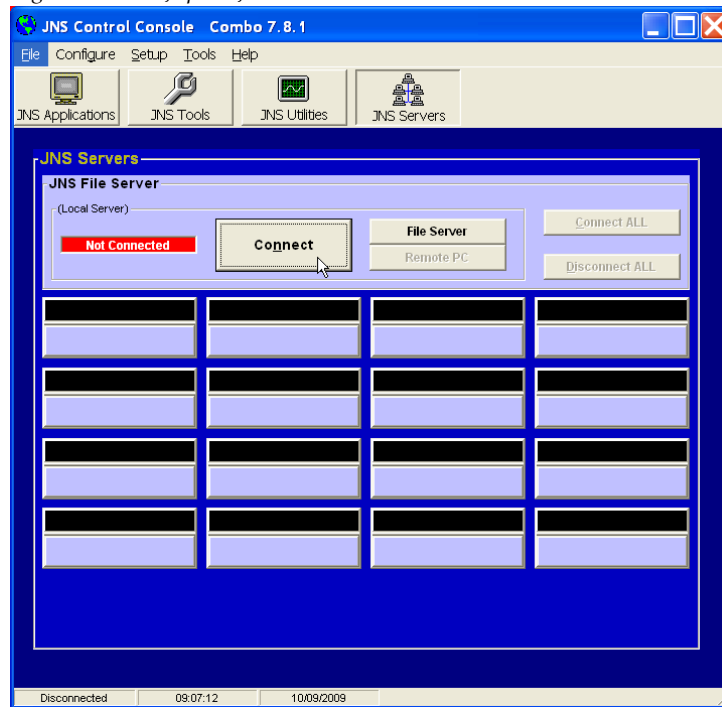 JNS Control Console Combo 7.8.1
File Configure Setup Tools Help
JNS Applications JNS Tools JNS Utilities JNS Servers
JNS Servers
JNS File Server
(Local Server)
Not Connected
Connect
File Server
Remote PC
Connect ALL
Disconnect ALL
Disconnected 09:07:12 10/09/2009